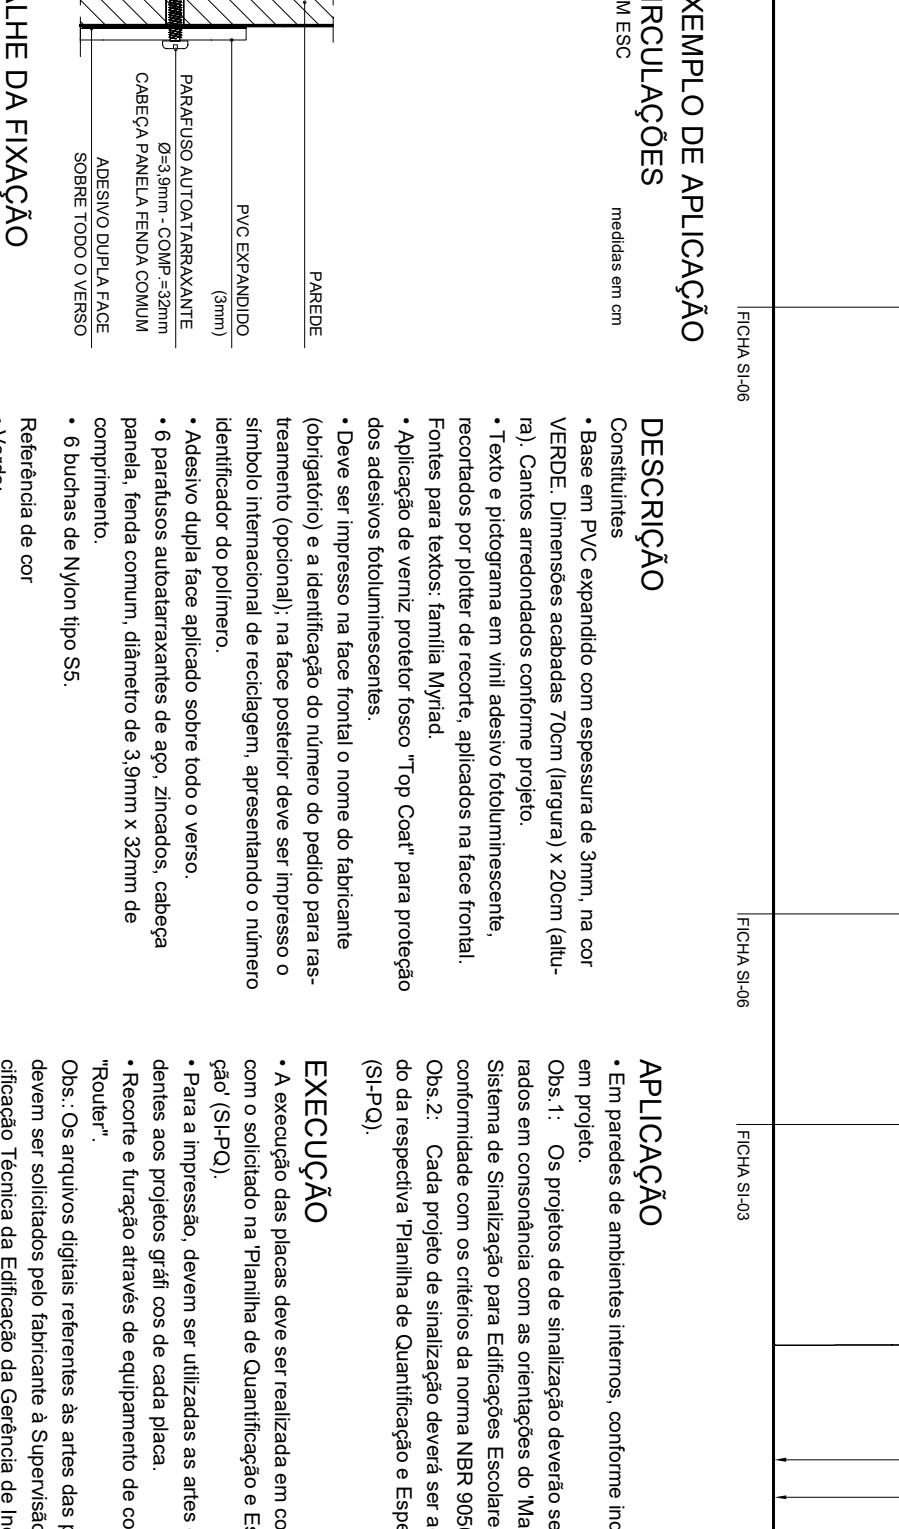 FICHA SI-06
FICHA SI-06
FICHA SI-03
XEMPLO DE APLICAÇÃO
IRCULAÇÕES
M ESC
medidas em cm
PAREDE
PVC EXPANDIDO
(3mm)
PARAFUSO AUTOATARRAXANTE
Ø=3,9mm - COMP.=32mm
CABEÇA PANELA FENDA COMUM
ADESIVO DUPLA FACE
SOBRE TODO O VERSO
ALHE DA FIXAÇÃO
DESCRIÇÃO
Constituintes
• Base em PVC expandido com espessura de 3mm, na cor
VERDE. Dimensões acabadas 70cm (largura) x 20cm (altu-
ra). Cantos arredondados conforme projeto.
• Texto e pictograma em vinil adesivo fotoluminescente,
recortados por plotter de recorte, aplicados na face frontal.
Fontes para textos: família Myriad.
• Aplicação de verniz protetor fosco "Top Coat" para proteção
dos adesivos fotoluminescentes.
• Deve ser impresso na face frontal o nome do fabricante
(obrigatório) e a identificação do número do pedido para ras-
treamento (opcional); na face posterior deve ser impresso o
símbolo internacional de reciclagem, apresentando o número
identificador do polímero.
• Adesivo dupla face aplicado sobre todo o verso.
• 6 parafusos autoatarraxantes de aço, zincados, cabeça
panela, fenda comum, diâmetro de 3,9mm x 32mm de
comprimento.
• 6 buchas de Nylon tipo S5.
Referência de cor
APLICAÇÃO
• Em paredes de ambientes internos, conforme inc
em projeto.
Obs.1: Os projetos de de sinalização deverão se
rados em consonância com as orientações do 'Ma
Sistema de Sinalização para Edificações Escolare
conformidade com os critérios da norma NBR 905
Obs.2: Cada projeto de sinalização deverá ser a
do da respectiva 'Planilha de Quantificação e Espe
(SI-PQ).
EXECUÇÃO
• A execução das placas deve ser realizada em co
com o solicitado na 'Planilha de Quantificação e Es
ção' (SI-PQ).
• Para a impressão, devem ser utilizadas as artes
dentes aos projetos gráfi cos de cada placa.
• Recorte e furação através de equipamento de co
"Router".
Obs.: Os arquivos digitais referentes às artes das p
devem ser solicitados pelo fabricante à Supervisão
cificação Técnica da Edificação da Gerência de In